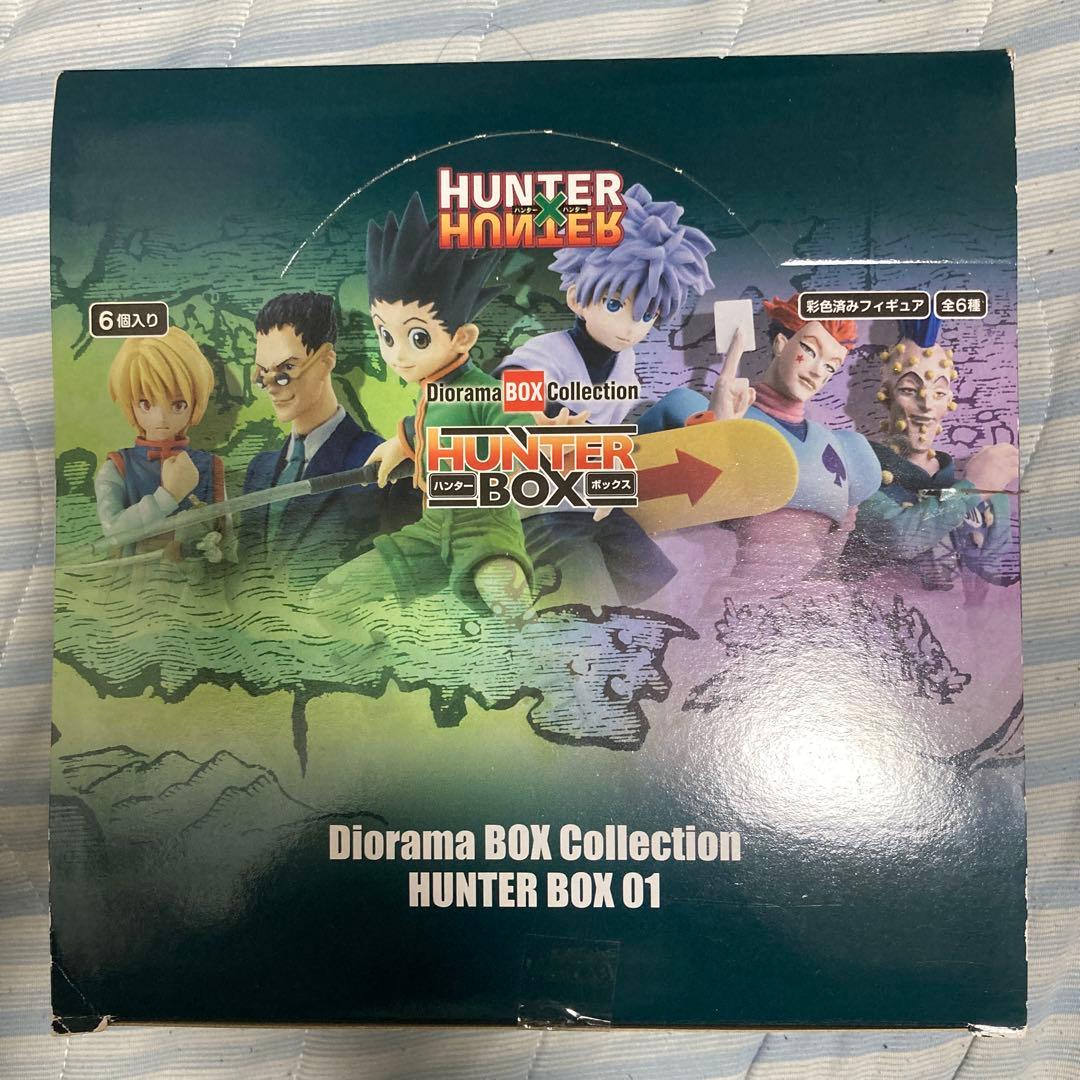 HUNTER
ハンター×ハンター
HUNTER
6個入り
彩色済みフィギュア
全6種
Diorama BOX Collection
HUNTER
ハンター BOX ボックス
Diorama BOX Collection
HUNTER BOX 01